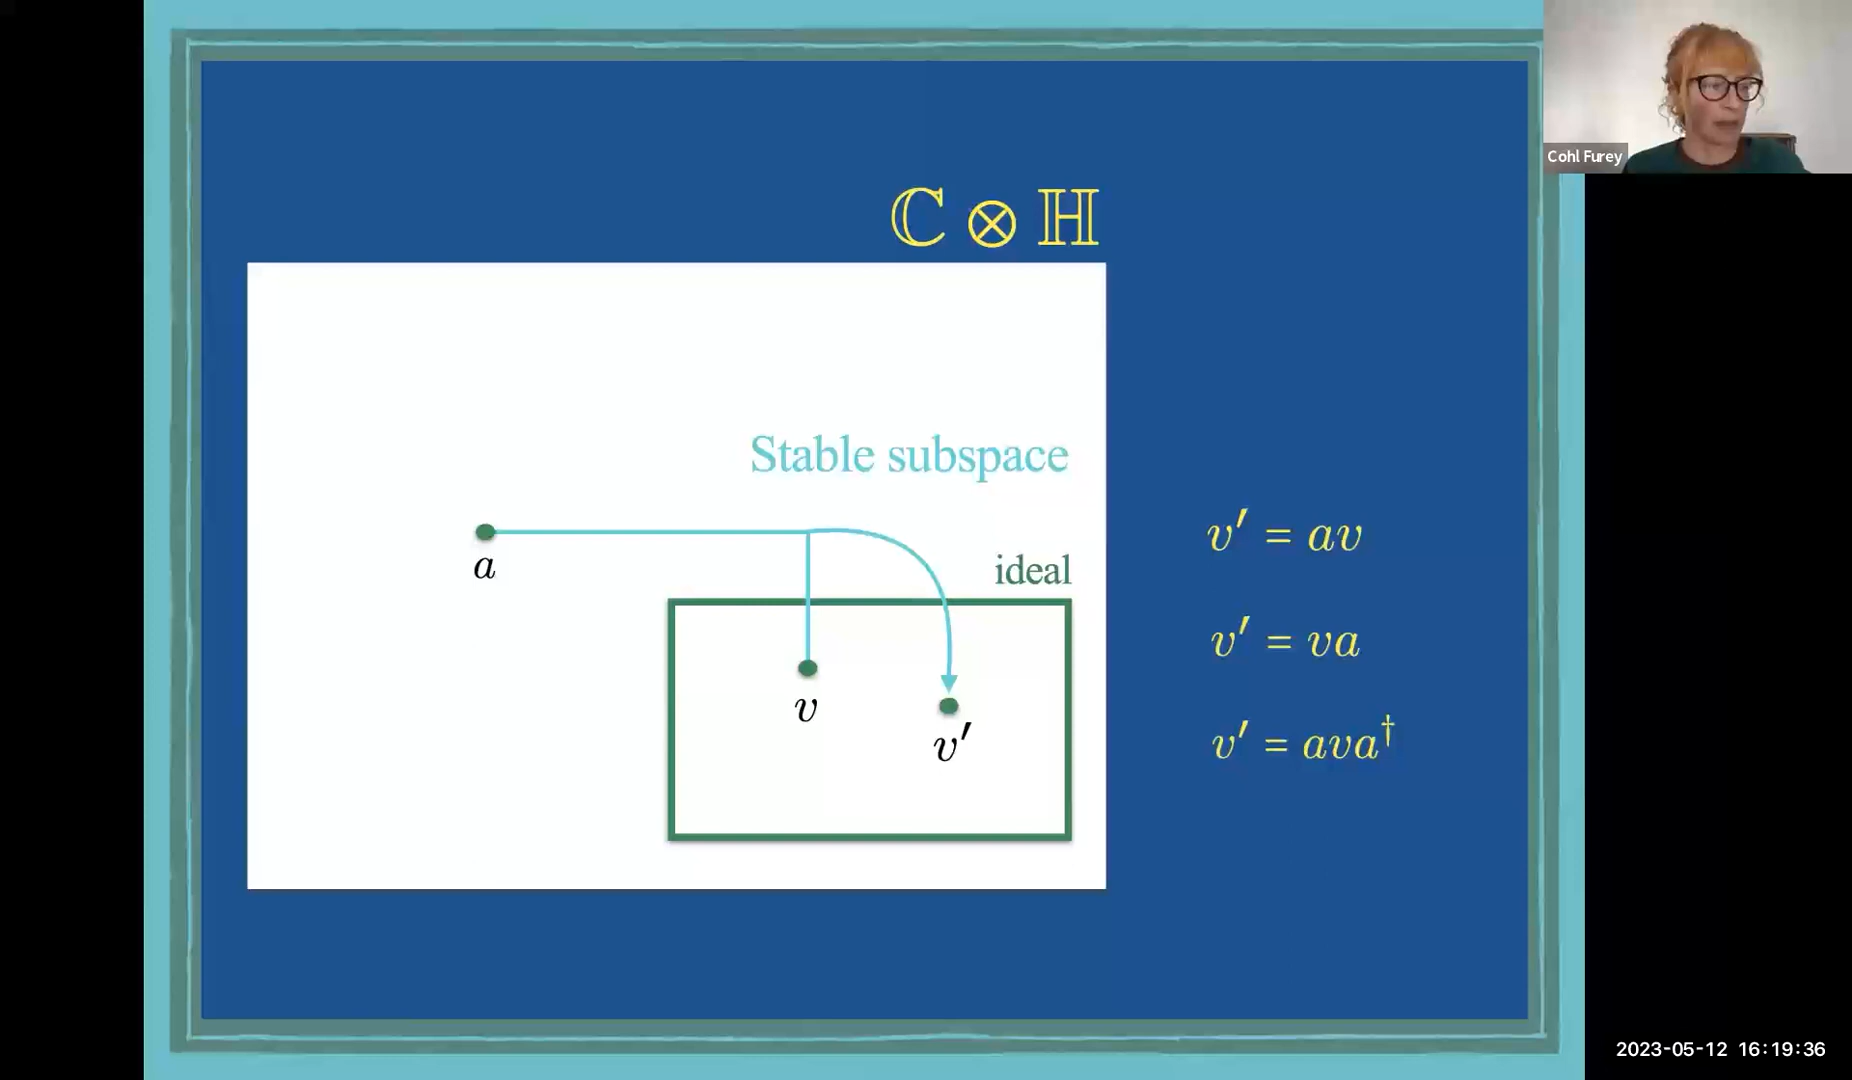 Cohl Furey
ℂ ⊗ ℍ
Stable subspace
a
ideal
v
v′
v′ = av
v′ = va
v′ = ava†
2023-05-12 16:19:36